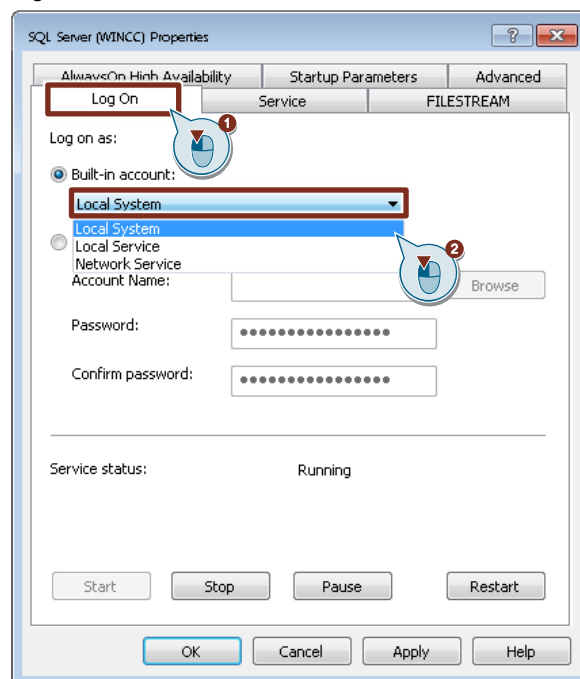 SQL Server (WINCC) Properties
AlwaysOn High Availability Startup Parameters Advanced
Log On Service FILESTREAM
1
Log on as:
Built-in account:
Local System
Local System
2
Local Service
Network Service
Account Name: Browse
Password: ●●●●●●●●●●●●●●●●
Confirm password: ●●●●●●●●●●●●●●●●
Service status: Running
Start Stop Pause Restart
OK Cancel Apply Help